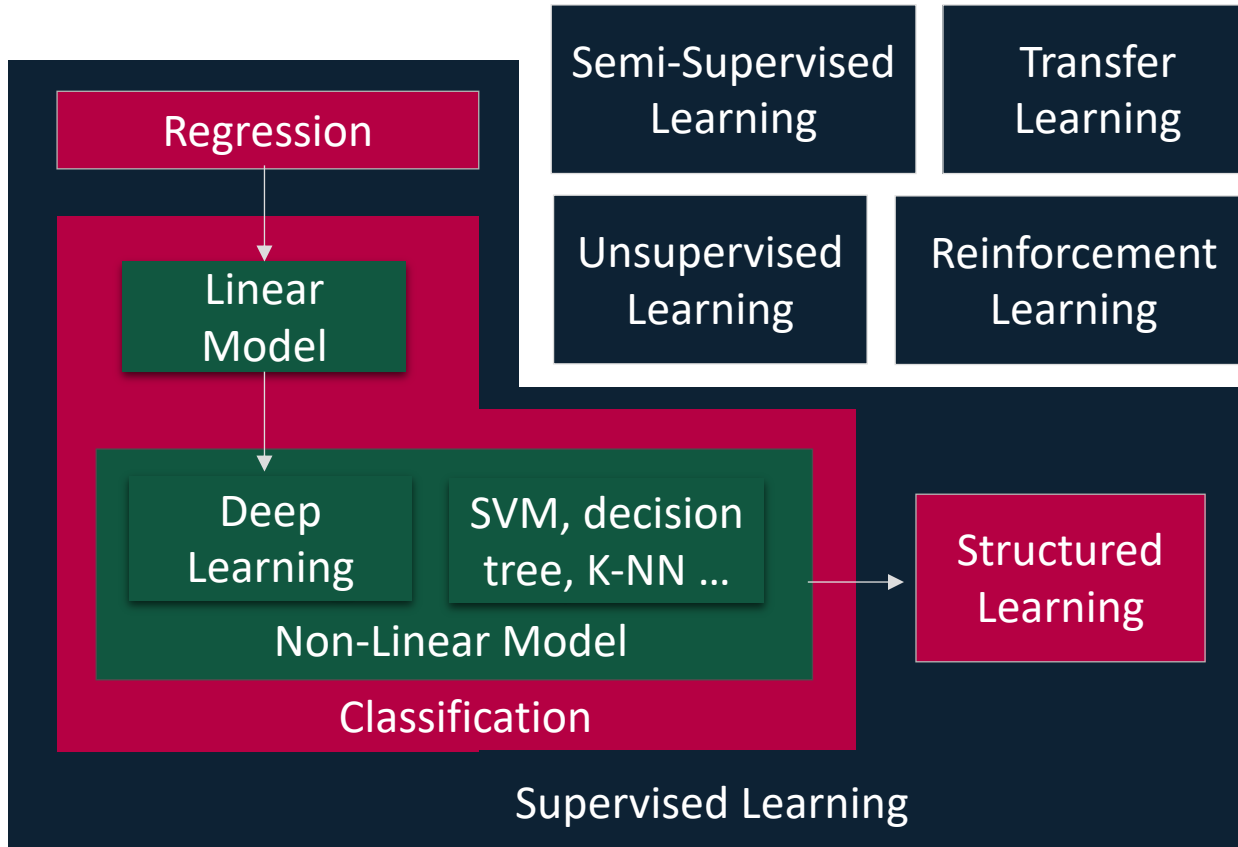 Semi-Supervised
Learning
Transfer
Learning
Regression
Unsupervised
Learning
Reinforcement
Learning
Linear
Model
Deep
Learning
SVM, decision
tree, K-NN ...
Structured
Learning
Non-Linear Model
Classification
Supervised Learning